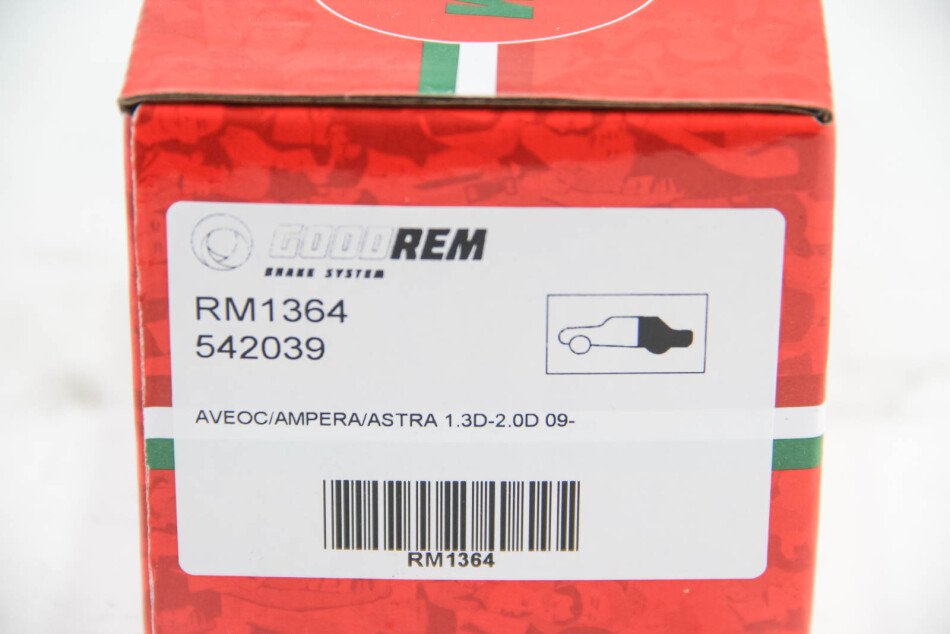 GOODREM
BRAKE SYSTEM
RM1364
542039
AVEOC/AMPERA/ASTRA 1.3D-2.0D 09-
RM1364